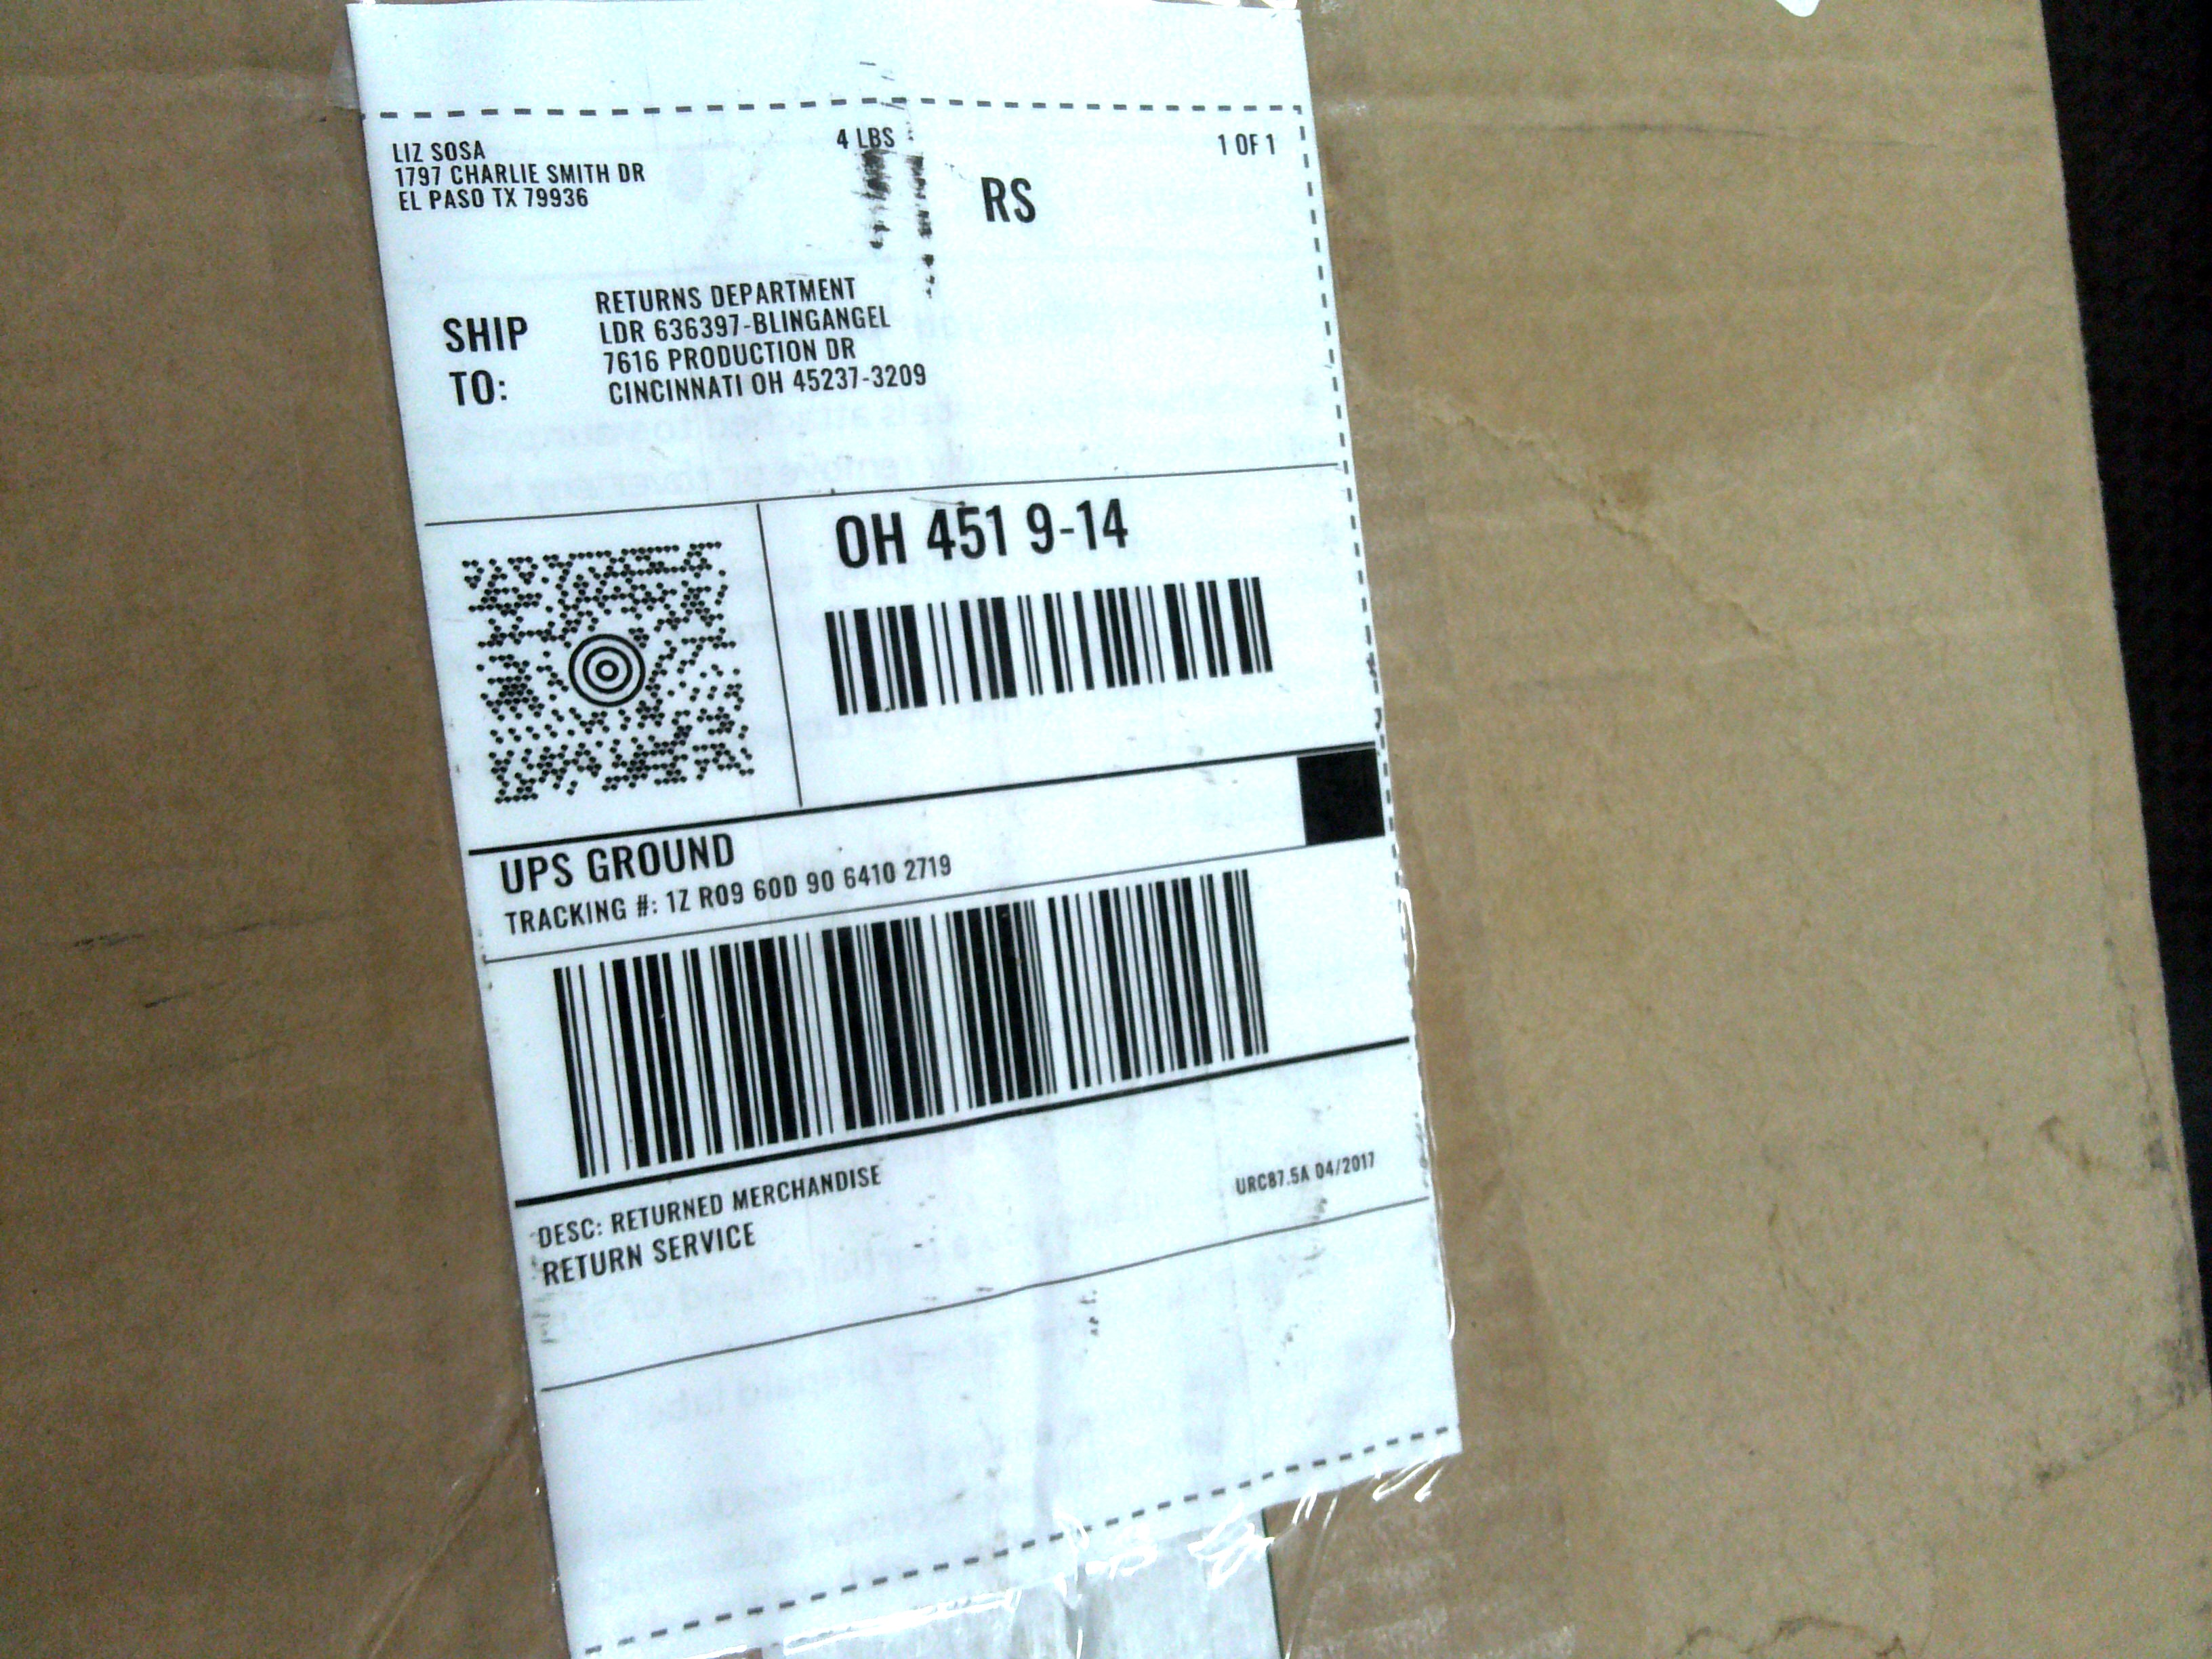 LIZ SOSA
1797 CHARLIE SMITH DR
EL PASO TX 79936
4 LBS
1 OF 1
RS
SHIP TO:
RETURNS DEPARTMENT
LDR 636397-BLINGANGEL
7616 PRODUCTION DR
CINCINNATI OH 45237-3209
OH 451 9-14
UPS GROUND
TRACKING #: 1Z R09 60D 90 6410 2719
DESC: RETURNED MERCHANDISE
RETURN SERVICE
URC87.5A 04/2017